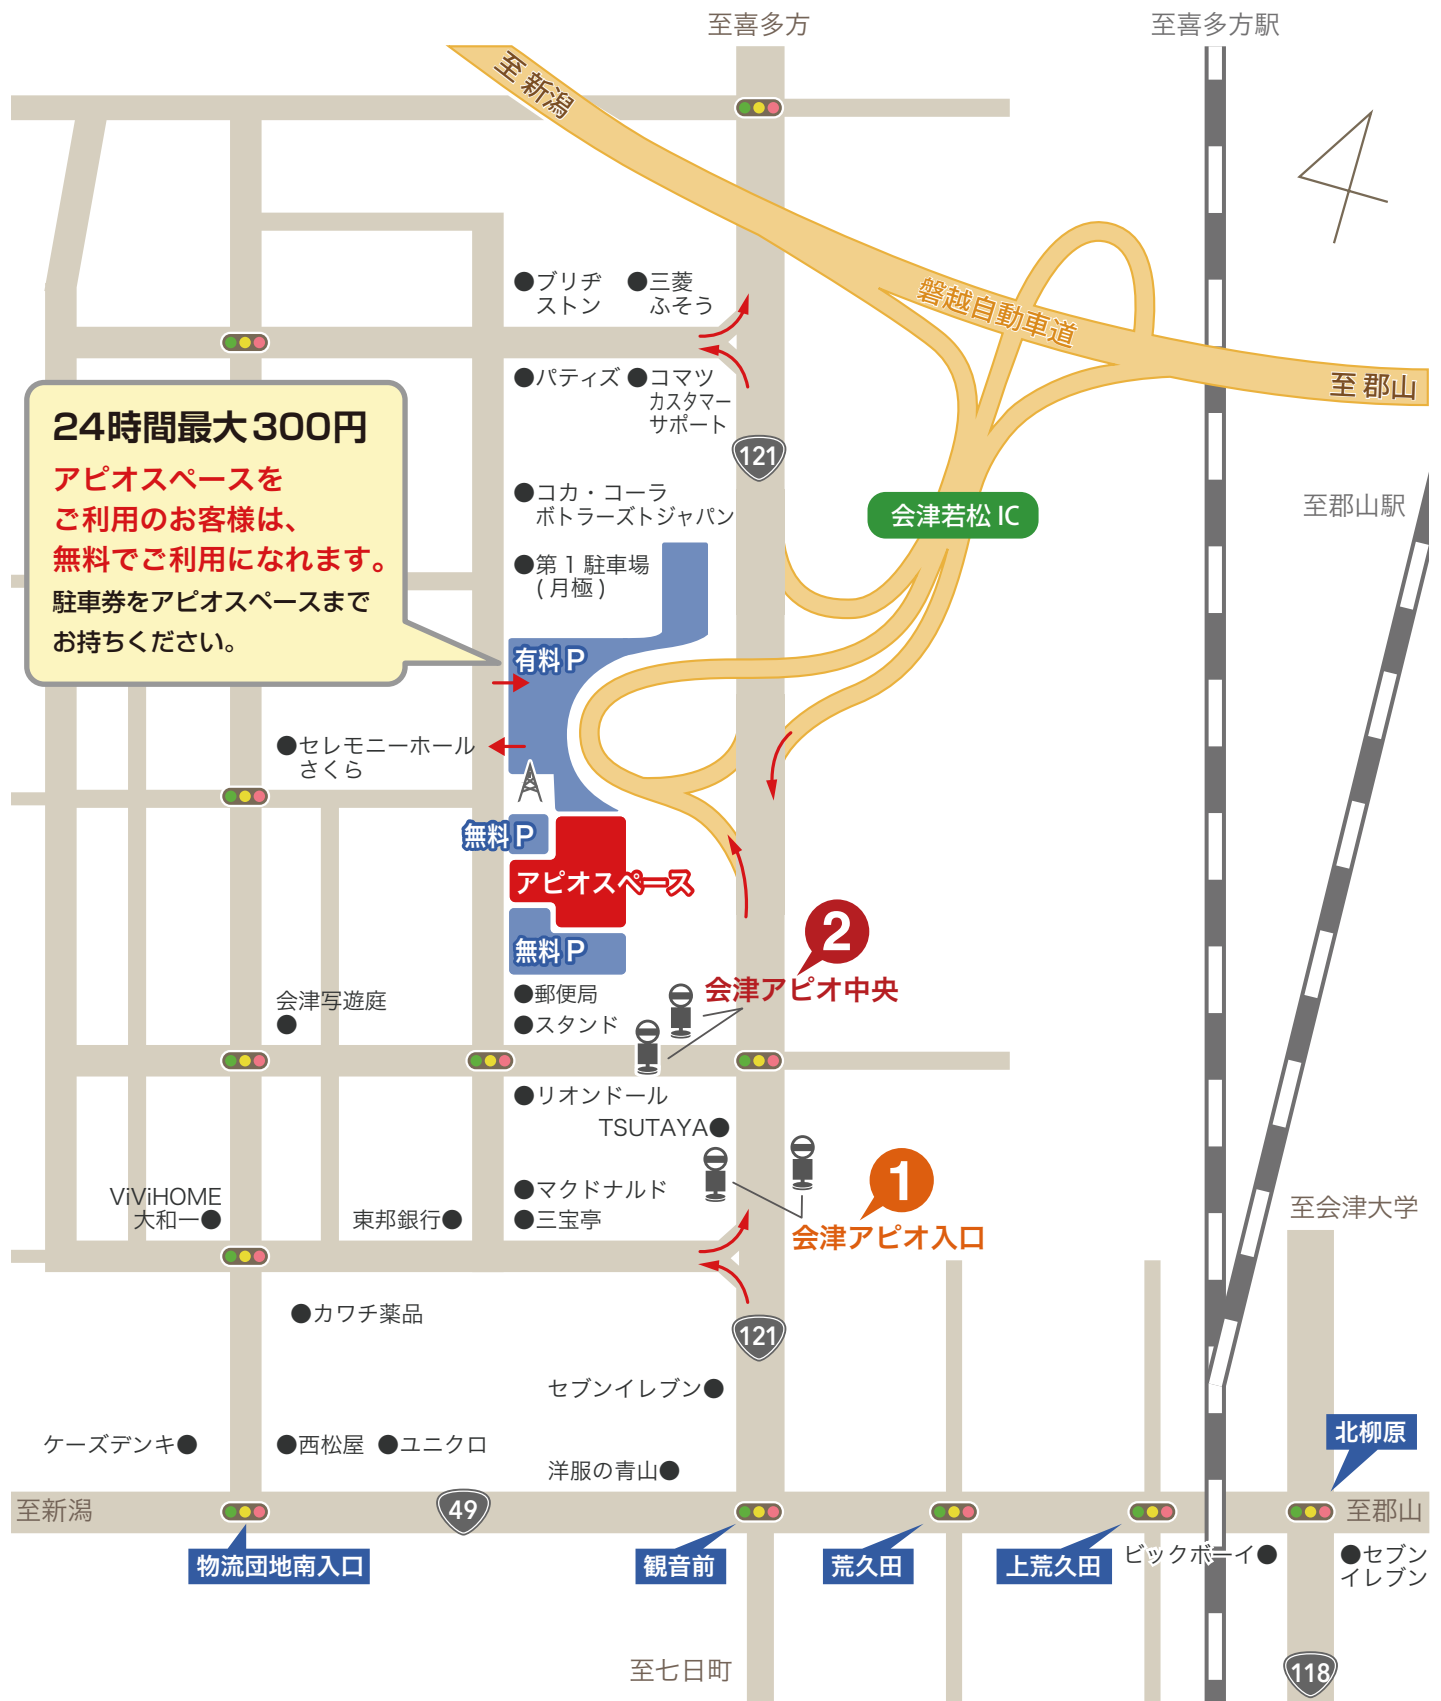 至喜多方
至喜多方駅
至 新潟
ブリヂ
ストン
三菱
ふそう
磐越自動車道
至 郡山
パティズ
コマツ
カスタマー
サポート
24時間最大300円
アピオスペースを
ご利用のお客様は、
無料でご利用になれます。
駐車券をアピオスペースまで
お持ちください。
121
コカ・コーラ
ボトラーズトジャパン
会津若松 IC
至郡山駅
第 1 駐車場
( 月極 )
有料 P
セレモニーホール
さくら
無料 P
アピオスペース
無料 P
2
会津アピオ中央
郵便局
スタンド
会津写遊庭
リオンドール
TSUTAYA
1
会津アピオ入口
マクドナルド
三宝亭
ViViHOME
大和一
東邦銀行
至会津大学
カワチ薬品
121
セブンイレブン
ケーズデンキ
西松屋
ユニクロ
洋服の青山
北柳原
至新潟
49
至郡山
物流団地南入口
観音前
荒久田
上荒久田
ビックボーイ
セブン
イレブン
至七日町
118